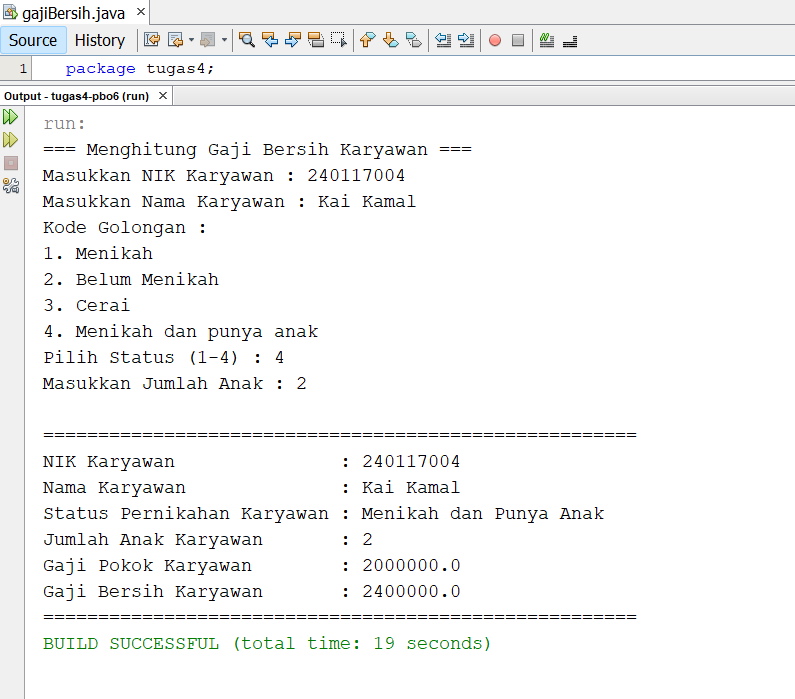 gajiBersih.java ×
Source History
1 package tugas4;
Output - tugas4-pbo6 (run) ×
run:
=== Menghitung Gaji Bersih Karyawan ===
Masukkan NIK Karyawan : 240117004
Masukkan Nama Karyawan : Kai Kamal
Kode Golongan :
1. Menikah
2. Belum Menikah
3. Cerai
4. Menikah dan punya anak
Pilih Status (1-4) : 4
Masukkan Jumlah Anak : 2
======================================================
NIK Karyawan : 240117004
Nama Karyawan : Kai Kamal
Status Pernikahan Karyawan : Menikah dan Punya Anak
Jumlah Anak Karyawan : 2
Gaji Pokok Karyawan : 2000000.0
Gaji Bersih Karyawan : 2400000.0
======================================================
BUILD SUCCESSFUL (total time: 19 seconds)